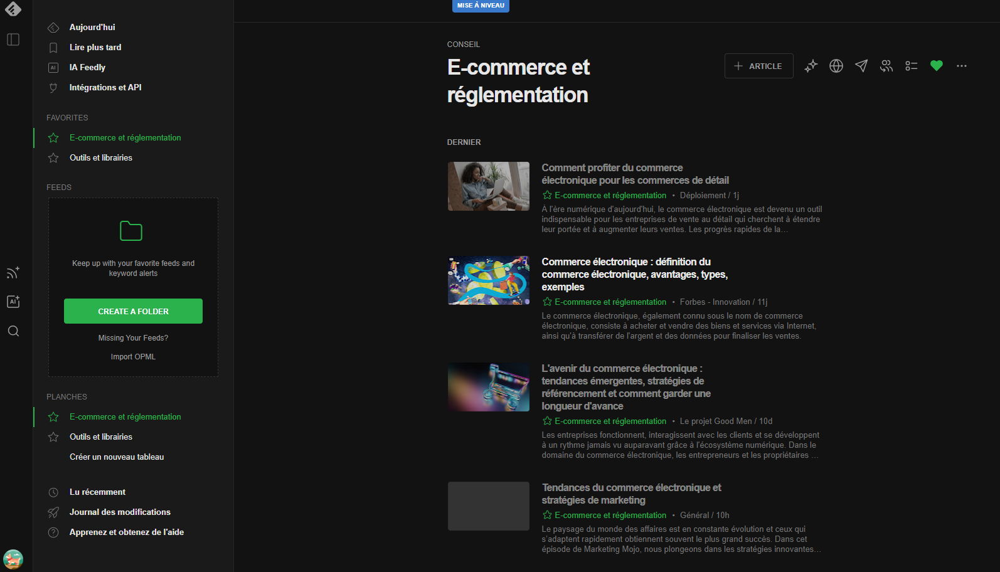 MISE À NIVEAU
Aujourd'hui
Lire plus tard
AI
IA Feedly
Intégrations et API
FAVORITES
E-commerce et réglementation
Outils et librairies
FEEDS
Keep up with your favorite feeds and
keyword alerts
CREATE A FOLDER
Missing Your Feeds?
Import OPML
PLANCHES
E-commerce et réglementation
Outils et librairies
Créer un nouveau tableau
Lu récemment
Journal des modifications
Apprenez et obtenez de l'aide
AI
CONSEIL
E-commerce et
réglementation
ARTICLE
DERNIER
Comment profiter du commerce
électronique pour les commerces de détail
E-commerce et réglementation • Déploiement / 1j
À l'ère numérique d'aujourd'hui, le commerce électronique est devenu un outil
indispensable pour les entreprises de vente au détail qui cherchent à étendre
leur portée et à augmenter leurs ventes. Les progrès rapides de la…
Commerce électronique : définition du
commerce électronique, avantages, types,
exemples
E-commerce et réglementation • Forbes - Innovation / 11j
Le commerce électronique, également connu sous le nom de commerce
électronique, consiste à acheter et vendre des biens et services via Internet,
ainsi qu'à transférer de l'argent et des données pour finaliser les ventes.
L'avenir du commerce électronique :
tendances émergentes, stratégies de
référencement et comment garder une
longueur d'avance
E-commerce et réglementation • Le projet Good Men / 10d
Les entreprises fonctionnent, interagissent avec les clients et se développent
à un rythme jamais vu auparavant grâce à l'écosystème numérique. Dans le
domaine du commerce électronique, les entrepreneurs et les propriétaires …
Tendances du commerce électronique et
stratégies de marketing
E-commerce et réglementation • Général / 10h
Le paysage du monde des affaires est en constante évolution et ceux qui
s'adaptent rapidement obtiennent souvent le plus grand succès. Dans cet
épisode de Marketing Mojo, nous plongeons dans les stratégies innovantes…